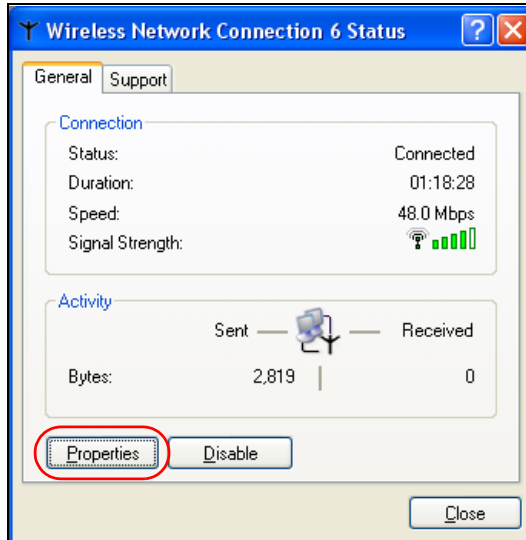 Wireless Network Connection 6 Status
General Support
Connection
Status: Connected
Duration: 01:18:28
Speed: 48.0 Mbps
Signal Strength:
Activity
Sent Received
Bytes: 2,819 0
Properties Disable
Close